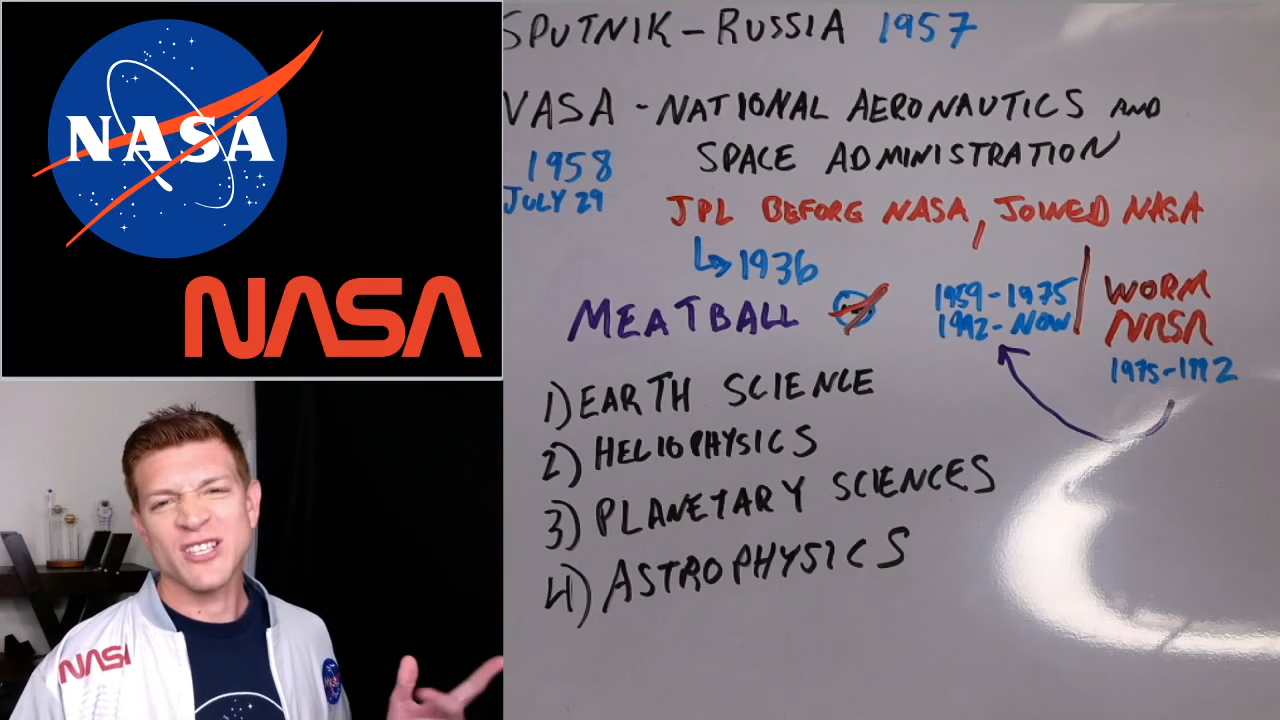 NASA
NASA
NASA
SPUTNIK - RUSSIA 1957
NASA - NATIONAL AERONAUTICS AND
SPACE ADMINISTRATION
1958
JULY 29
JPL BEFORE NASA, JOINED NASA
↳ 1936
MEATBALL
1959-1975
1992-NOW
WORM
NASA
1975-1992
1) EARTH SCIENCE
2) HELIOPHYSICS
3) PLANETARY SCIENCES
4) ASTROPHYSICS